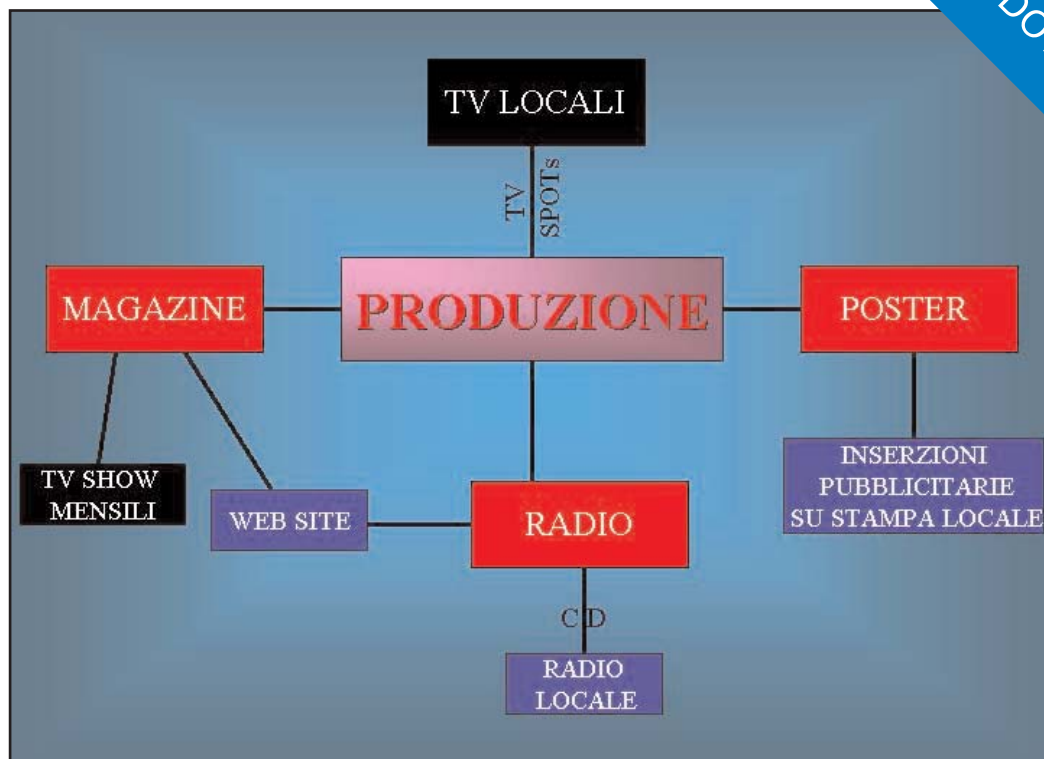 TV LOCALI
TV
SPOTs
MAGAZINE
PRODUZIONE
POSTER
TV SHOW
MENSILI
WEB SITE
RADIO
INSERZIONI
PUBBLICITARIE
SU STAMPA LOCALE
CD
RADIO
LOCALE